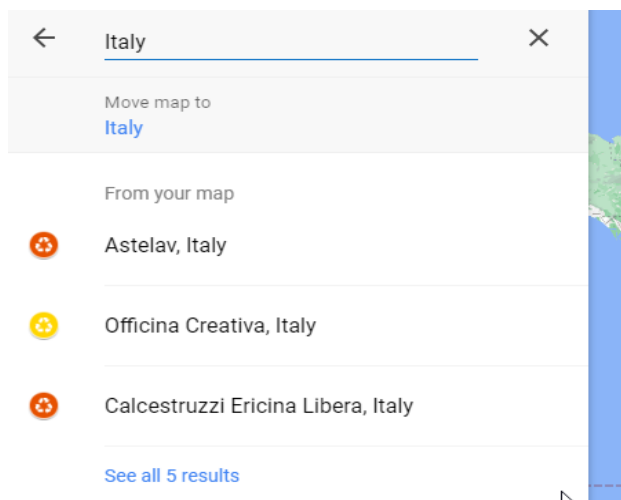 Italy
Move map to
Italy
From your map
Astelav, Italy
Officina Creativa, Italy
Calcestruzzi Ericina Libera, Italy
See all 5 results